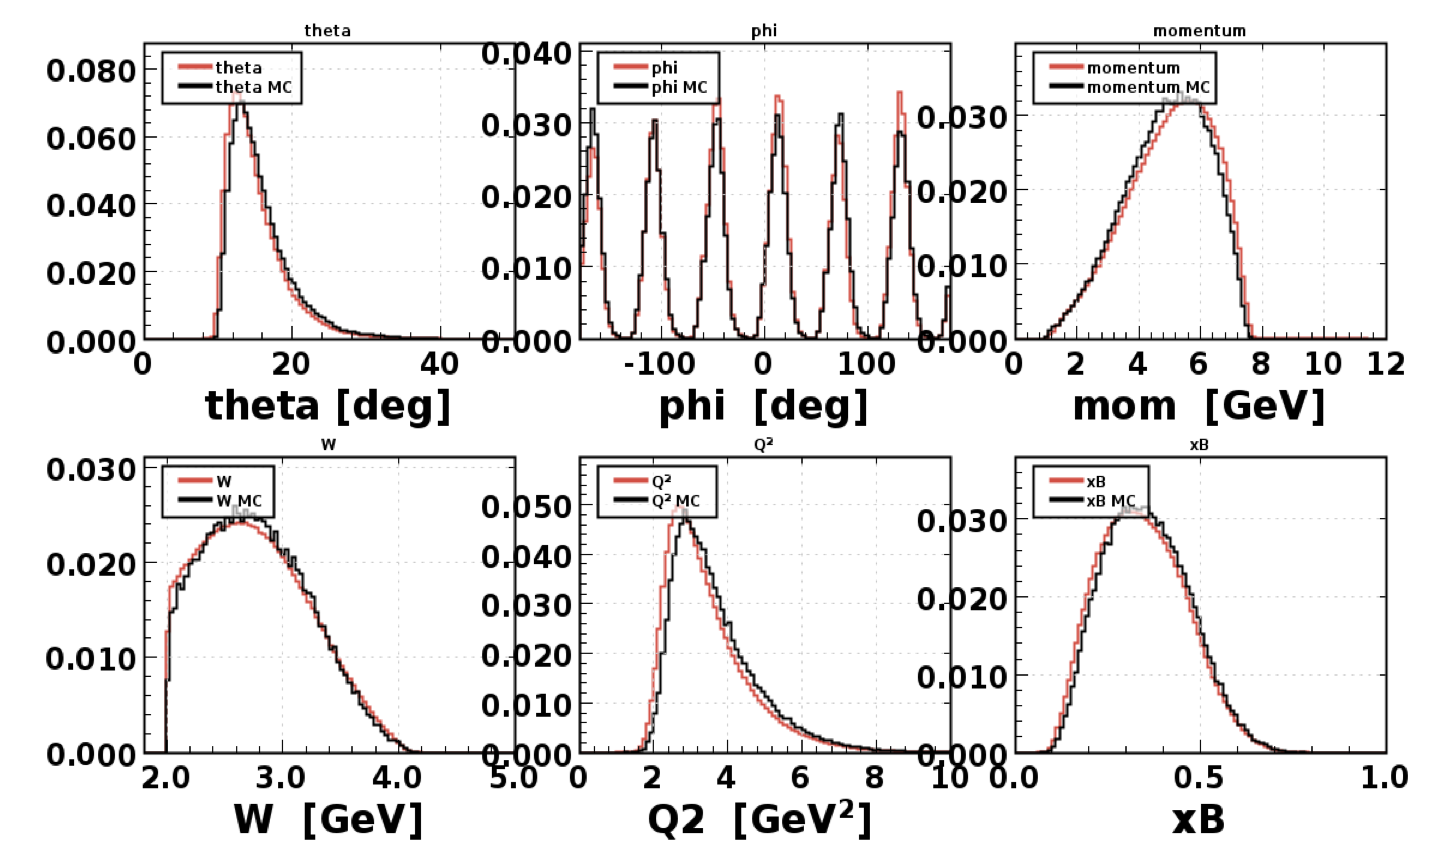 theta
theta
theta MC
0.080
0.060
0.040
0.020
0.000
0 20 40
theta [deg]
phi
phi
phi MC
0.040
0.030
0.020
0.010
0.000
-100 0 100
phi [deg]
momentum
momentum
momentum MC
0.030
0.020
0.010
0.000
0 2 4 6 8 10 12
mom [GeV]
W
W
W MC
0.030
0.020
0.010
0.000
2.0 3.0 4.0 5.0
W [GeV]
Q²
Q²
Q² MC
0.050
0.040
0.030
0.020
0.010
0.000
0 2 4 6 8 10
Q2 [GeV²]
xB
xB
xB MC
0.030
0.020
0.010
0.000
0.0 0.5 1.0
xB